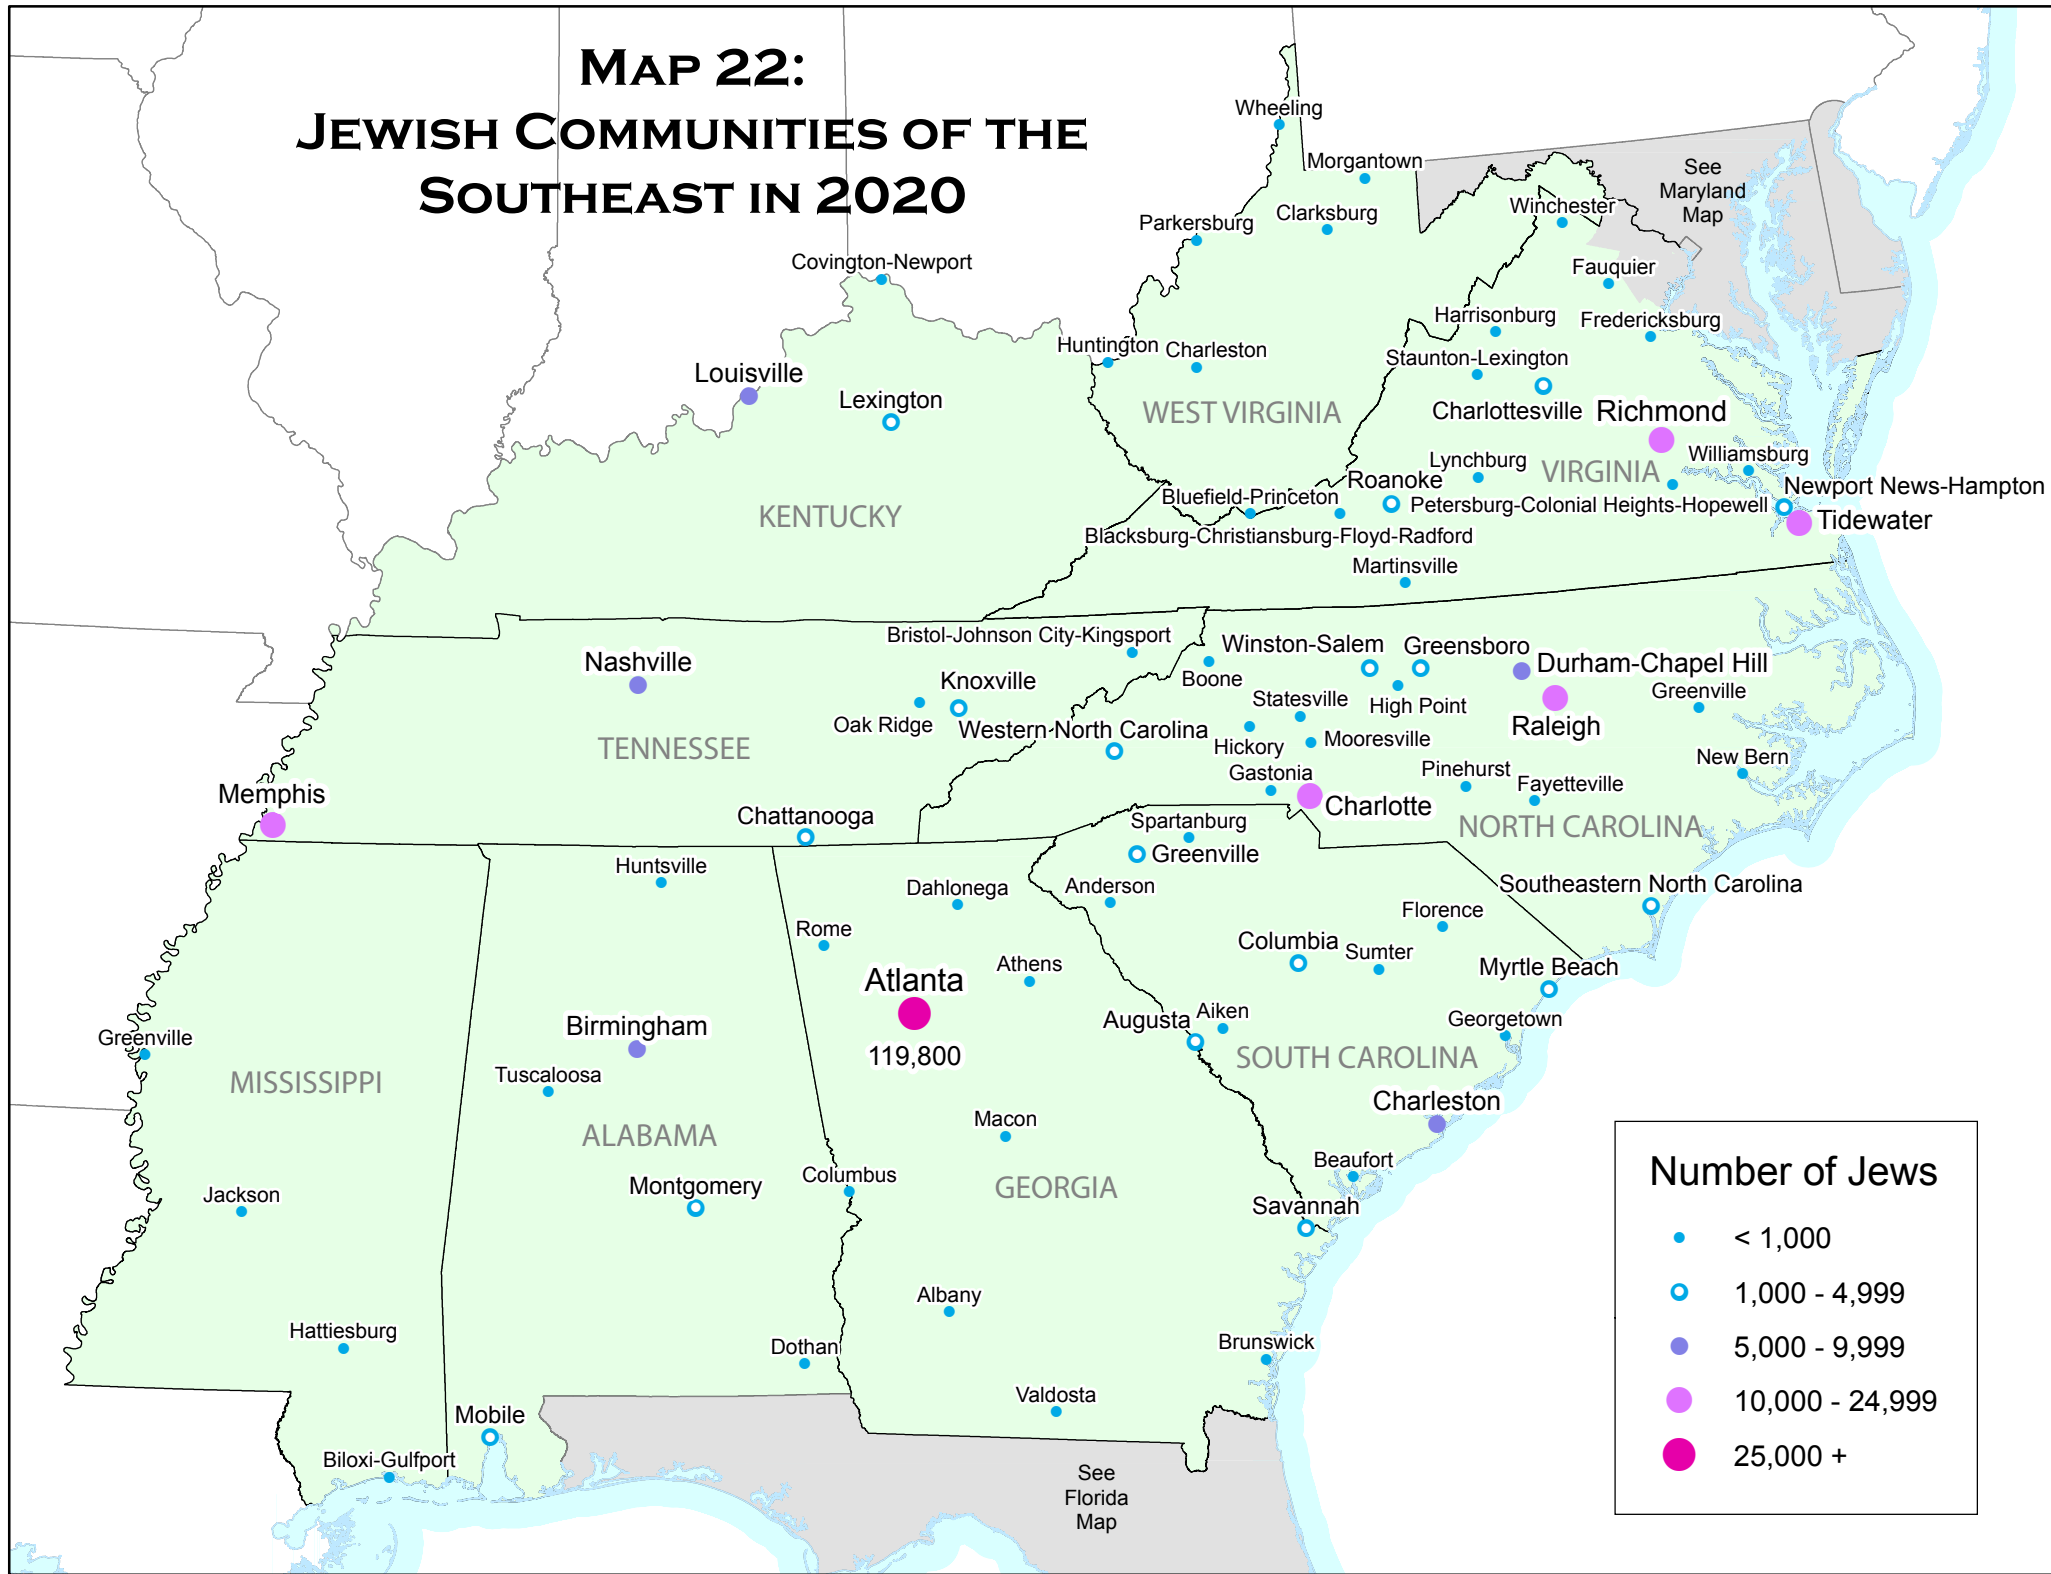 MAP 22:
JEWISH COMMUNITIES OF THE
SOUTHEAST IN 2020
Wheeling
Morgantown
See
Maryland
Map
Winchester
Clarksburg
Parkersburg
Covington-Newport
Fauquier
Harrisonburg
Fredericksburg
Huntington
Charleston
Staunton-Lexington
Louisville
Lexington
WEST VIRGINIA
Charlottesville
Richmond
Lynchburg
VIRGINIA
Williamsburg
Roanoke
Newport News-Hampton
Bluefield-Princeton
Petersburg-Colonial Heights-Hopewell
KENTUCKY
Tidewater
Blacksburg-Christiansburg-Floyd-Radford
Martinsville
Bristol-Johnson City-Kingsport
Winston-Salem
Greensboro
Nashville
Durham-Chapel Hill
Knoxville
Boone
Statesville
Greenville
High Point
Oak Ridge
Western North Carolina
Raleigh
TENNESSEE
Hickory
Mooresville
New Bern
Gastonia
Pinehurst
Fayetteville
Memphis
Charlotte
Chattanooga
Spartanburg
NORTH CAROLINA
Greenville
Huntsville
Dahlonega
Anderson
Southeastern North Carolina
Florence
Rome
Columbia
Sumter
Athens
Myrtle Beach
Atlanta
Aiken
Augusta
Georgetown
Birmingham
Greenville
119,800
SOUTH CAROLINA
Tuscaloosa
MISSISSIPPI
Charleston
Macon
ALABAMA
Beaufort
Columbus
Montgomery
GEORGIA
Jackson
Savannah
Albany
Hattiesburg
Dothan
Brunswick
Valdosta
Mobile
Biloxi-Gulfport
See
Florida
Map
Number of Jews
< 1,000
1,000 - 4,999
5,000 - 9,999
10,000 - 24,999
25,000 +